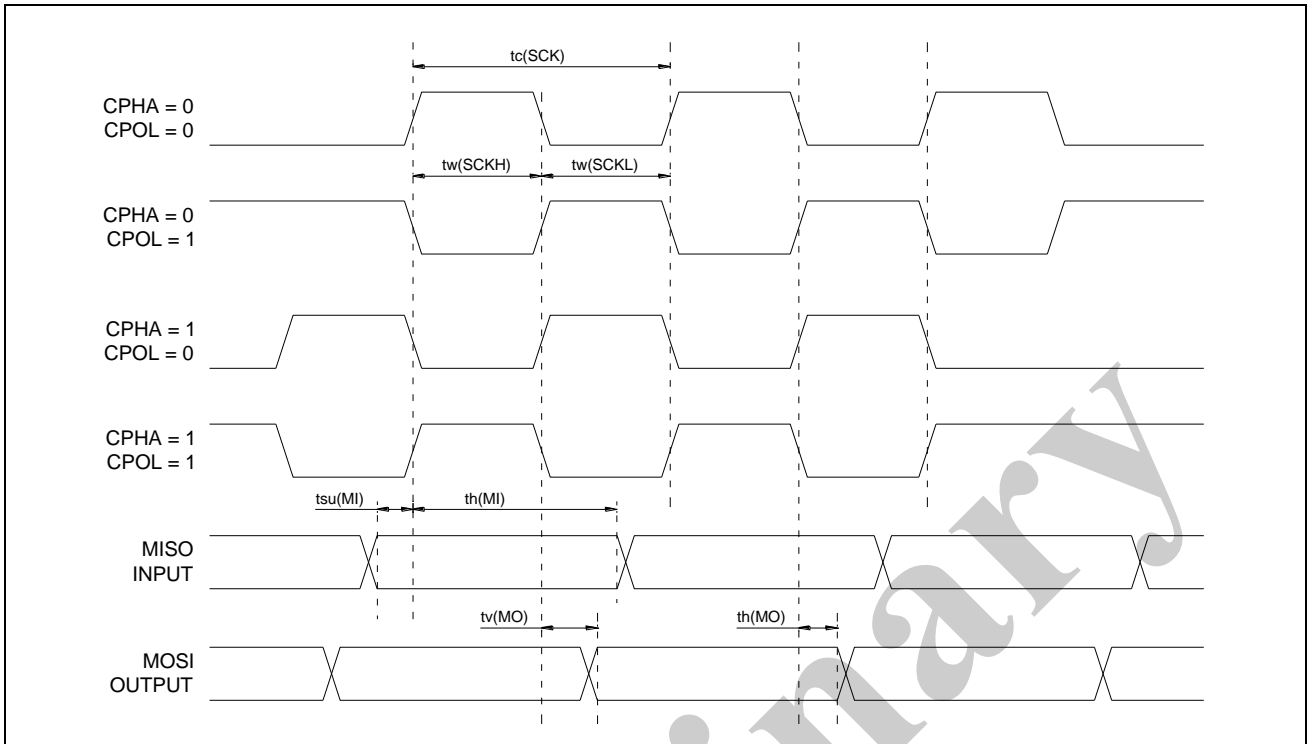 tc(SCK)
CPHA = 0
CPOL = 0
tw(SCKH)
tw(SCKL)
CPHA = 0
CPOL = 1
CPHA = 1
CPOL = 0
CPHA = 1
CPOL = 1
tsu(MI)
th(MI)
MISO
INPUT
tv(MO)
th(MO)
MOSI
OUTPUT
inary